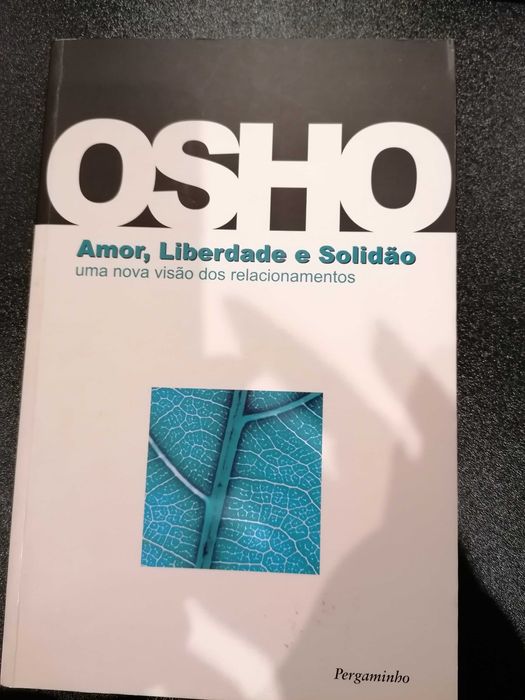 OSHO
Amor, Liberdade e Solidão
uma nova visão dos relacionamentos
Pergaminho